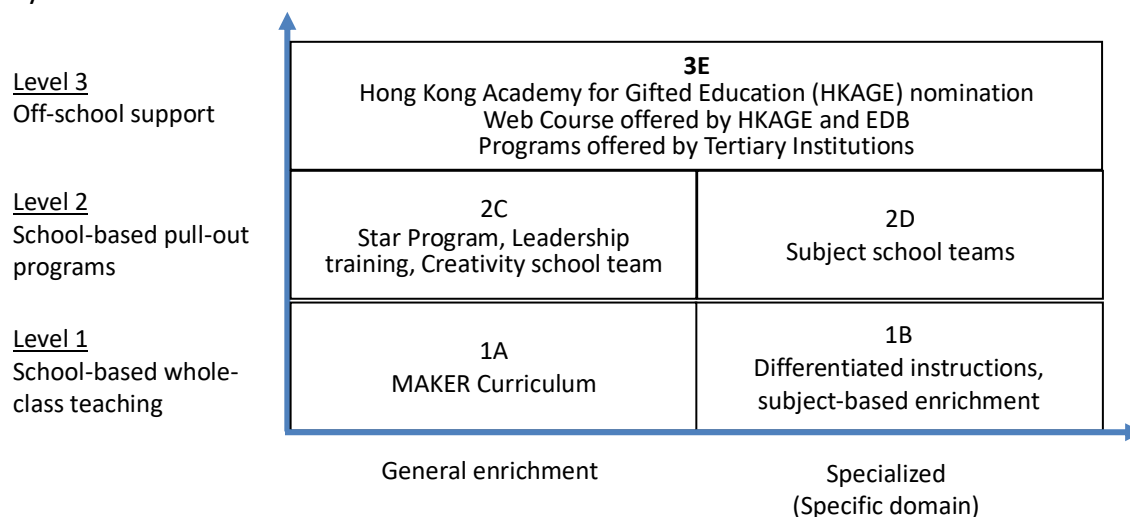 3E
Level 3
Hong Kong Academy for Gifted Education (HKAGE) nomination
Off-school support
Web Course offered by HKAGE and EDB
Programs offered by Tertiary Institutions
Level 2
School-based pull-out
programs
2C
Star Program, Leadership
training, Creativity school team
2D
Subject school teams
Level 1
School-based whole-
class teaching
1A
MAKER Curriculum
1B
Differentiated instructions,
subject-based enrichment
General enrichment
Specialized
(Specific domain)